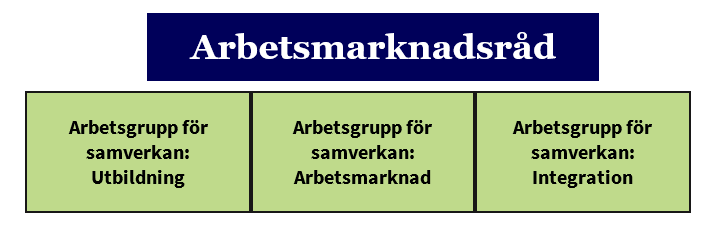 Arbetsmarknadsråd
Arbetsgrupp för
samverkan:
Utbildning
Arbetsgrupp för
samverkan:
Arbetsmarknad
Arbetsgrupp för
samverkan:
Integration